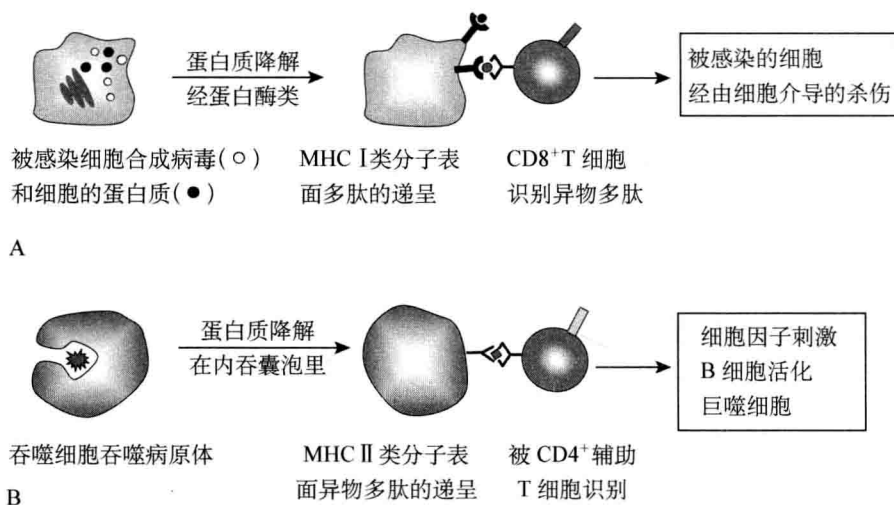 蛋白质降解
经蛋白酶类
被感染的细胞
经由细胞介导的杀伤
被感染细胞合成病毒(○)
和细胞的蛋白质(●)
MHC Ⅰ类分子表
面多肽的递呈
CD8⁺T 细胞
识别异物多肽
A
蛋白质降解
在内吞囊泡里
细胞因子刺激
B 细胞活化
巨噬细胞
吞噬细胞吞噬病原体
MHC Ⅱ类分子表
面异物多肽的递呈
被 CD4⁺辅助
T 细胞识别
B